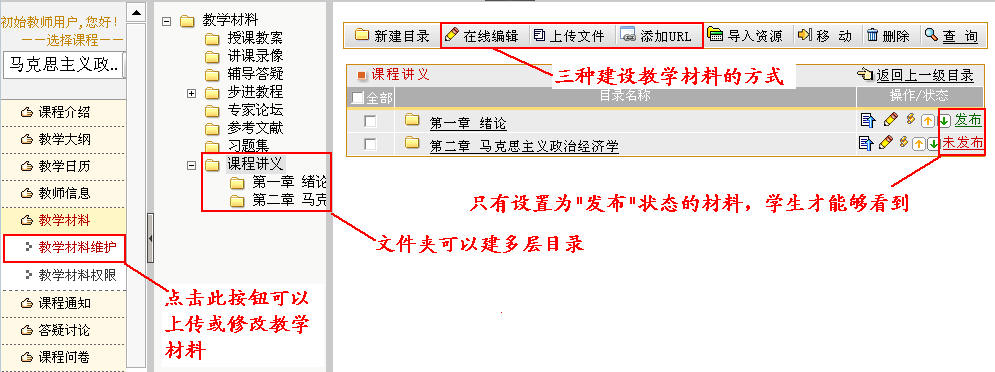 初始教师用户,您好!
——选择课程——
马克思主义政..
课程介绍
教学大纲
教学日历
教师信息
教学材料
教学材料维护
教学材料权限
课程通知
答疑讨论
课程问卷
教学材料
授课教案
讲课录像
辅导答疑
步进教程
专家论坛
参考文献
习题集
课程讲义
第一章 绪论
第二章 马克
点击此按钮可以
上传或修改教学
材料
新建目录 在线编辑 上传文件 添加URL 导入资源 移 动 删除 查 询
三种建设教学材料的方式
课程讲义 返回上一级目录
全部 目录名称 操作/状态
第一章 绪论 发布
第二章 马克思主义政治经济学 未发布
只有设置为"发布"状态的材料，学生才能够看到
文件夹可以建多层目录